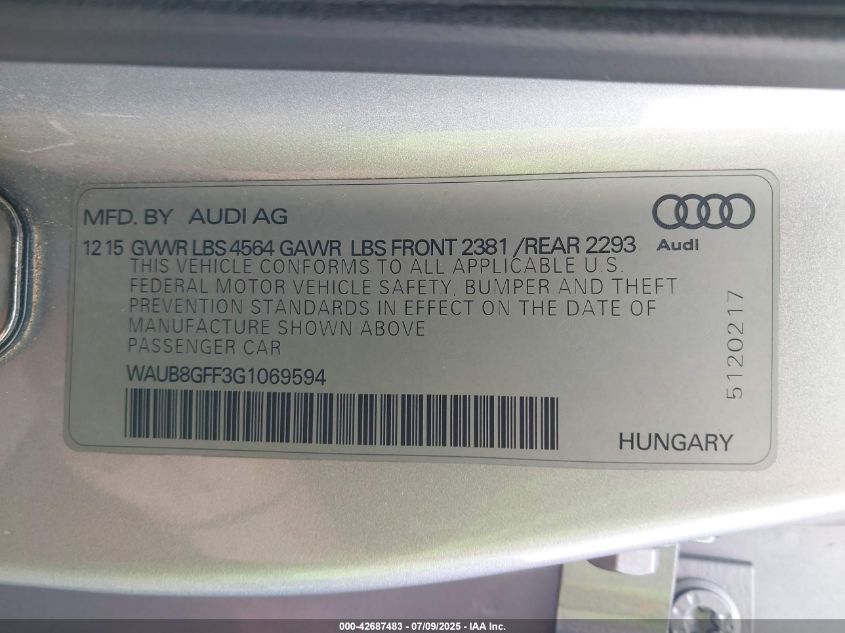 MFD. BY AUDI AG
12 15 GVWR LBS 4564 GAWR LBS FRONT 2381 /REAR 2293
Audi
THIS VEHICLE CONFORMS TO ALL APPLICABLE U.S.
FEDERAL MOTOR VEHICLE SAFETY, BUMPER AND THEFT
PREVENTION STANDARDS IN EFFECT ON THE DATE OF
MANUFACTURE SHOWN ABOVE
PASSENGER CAR
WAUB8GFF3G1069594
5120217
HUNGARY
000-42687483 - 07/09/2025 - IAA Inc.